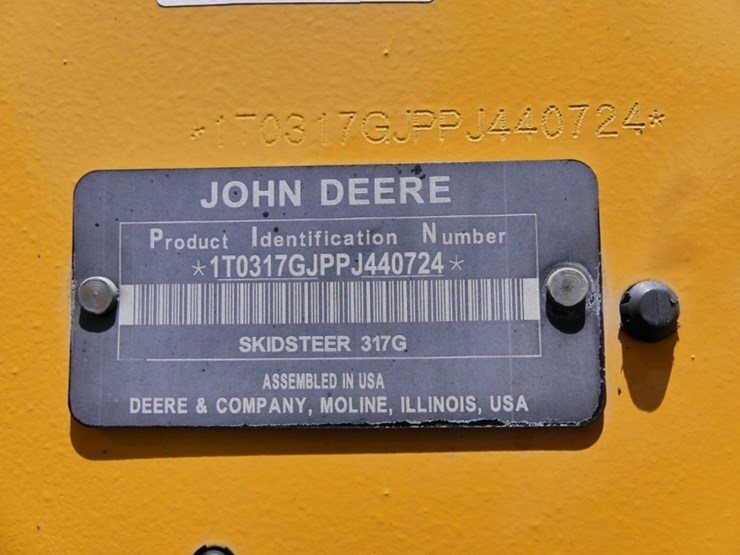 *1T0317GJPPJ440724*
JOHN DEERE
Product Identification Number
*1T0317GJPPJ440724*
SKIDSTEER 317G
ASSEMBLED IN USA
DEERE & COMPANY, MOLINE, ILLINOIS, USA